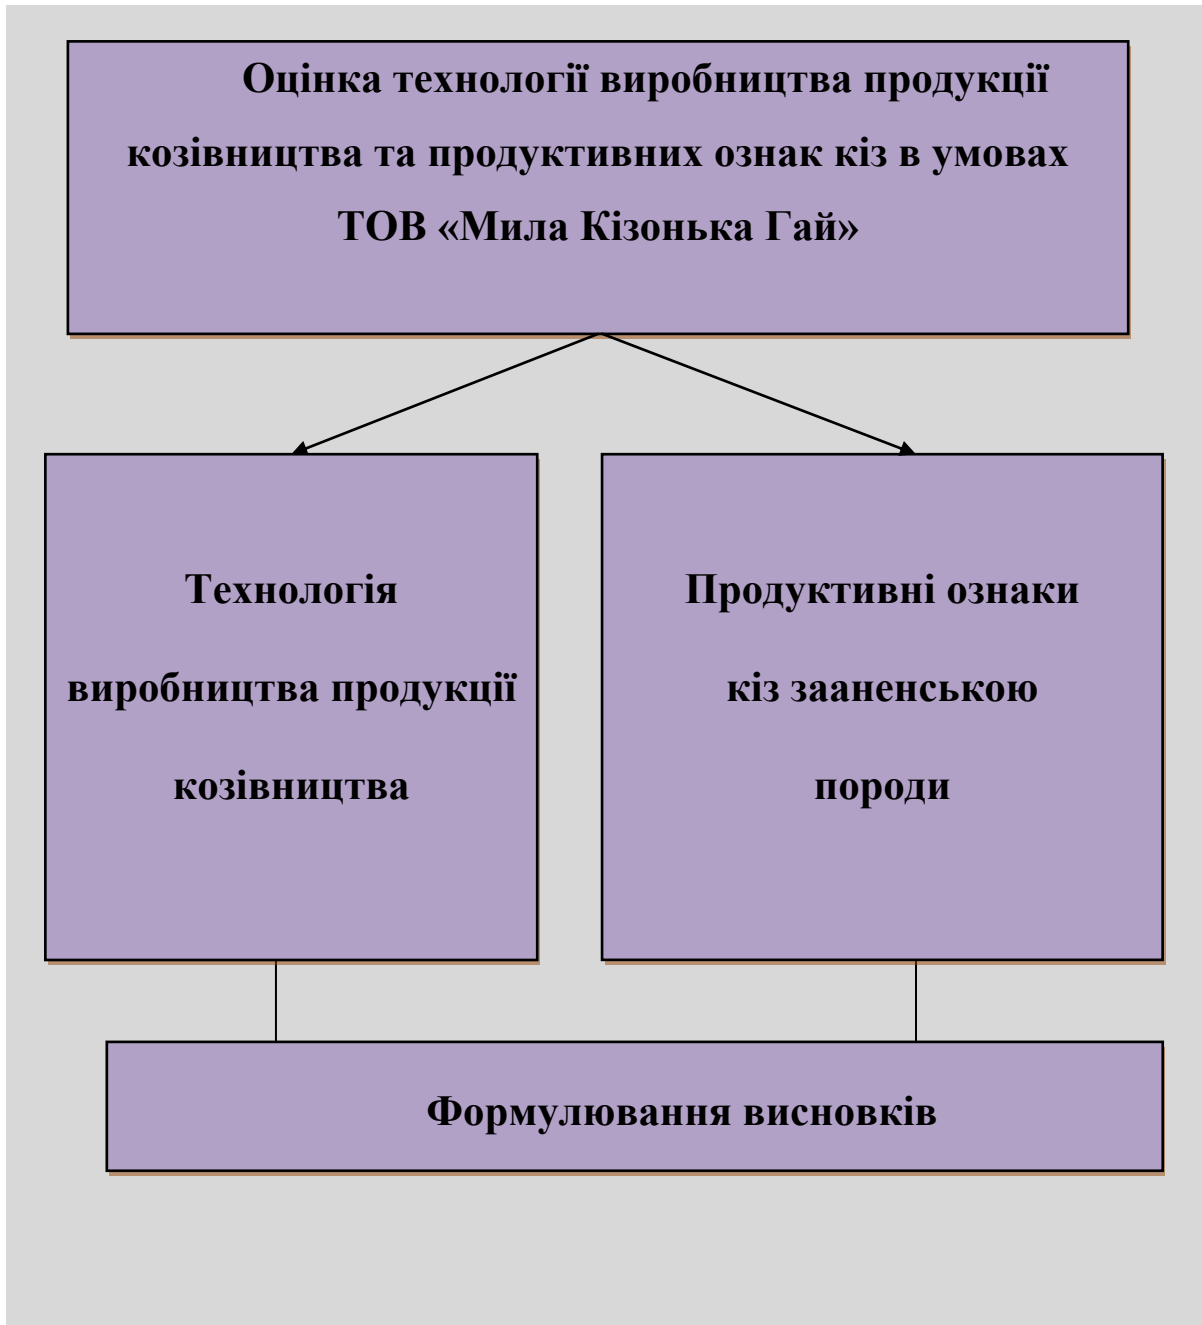 Оцінка технології виробництва продукції
козівництва та продуктивних ознак кіз в умовах
ТОВ «Мила Кізонька Гай»
Технологія
виробництва продукції
козівництва
Продуктивні ознаки
кіз зааненською
породи
Формулювання висновків